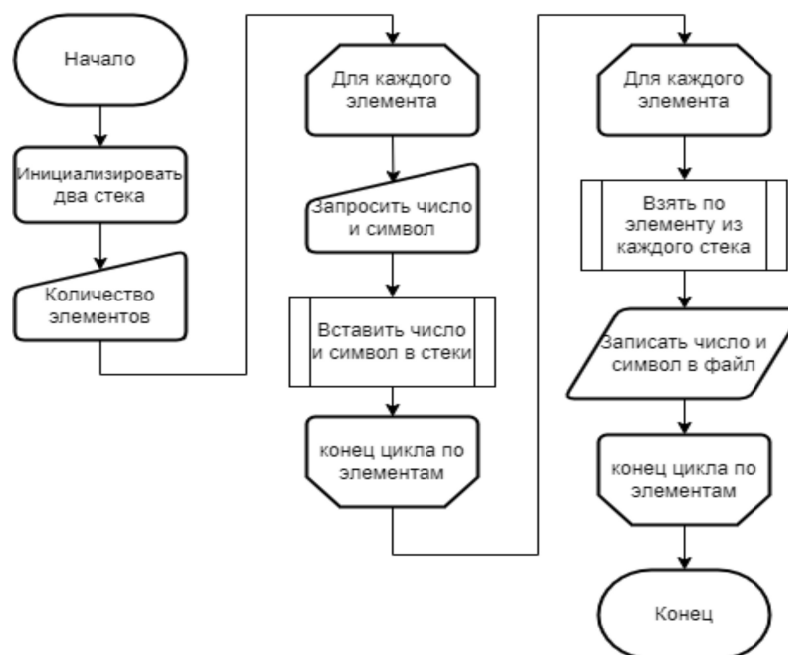 Начало
Инициализировать
два стека
Количество
элементов
Для каждого
элемента
Запросить число
и символ
Вставить число
и символ в стеки
конец цикла по
элементам
Для каждого
элемента
Взять по
элементу из
каждого стека
Записать число и
символ в файл
конец цикла по
элементам
Конец